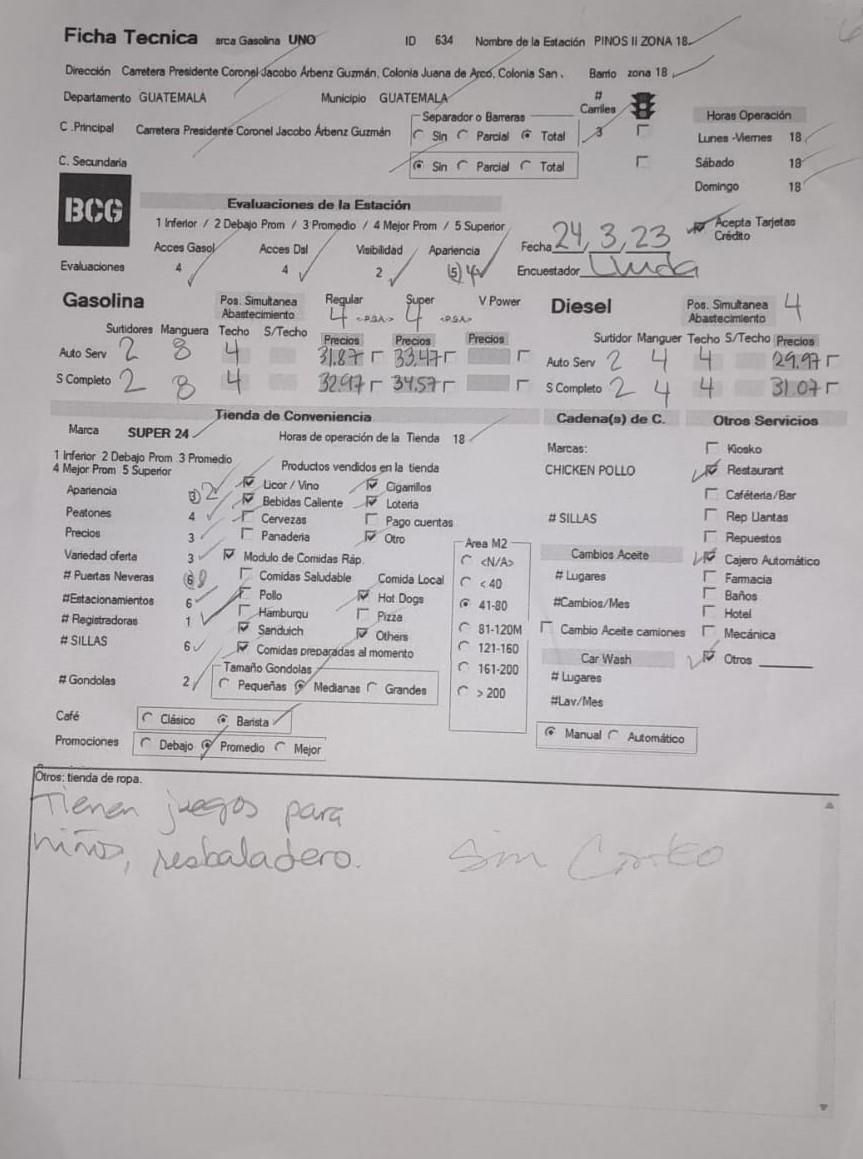 Ficha Tecnica arca Gasolina UNO ID 634 Nombre de la Estación PINOS II ZONA 18.
Dirección Carretera Presidente Coronel Jacobo Árbenz Guzmán, Colonia Juana de Arco, Colonia San. Barrio zona 18
Departamento GUATEMALA Municipio GUATEMALA # Carriles Horas Operación
C .Principal Carretera Presidente Coronel Jacobo Árbenz Guzmán Separador o Barreras Sin Parcial Total 3 Lunes -Viernes 18
C. Secundaria Sin Parcial Total Sábado 18
Domingo 18
BCG Evaluaciones de la Estación
1 Inferior / 2 Debajo Prom / 3 Promedio / 4 Mejor Prom / 5 Superior Acepta Tarjetas Crédito
Acces Gasol Acces Dsl Visibilidad Apariencia Fecha 24, 3, 23
Evaluaciones 4 4 2 (5) 4 Encuestador
Gasolina Pos. Simultanea Abastecimiento Regular 4 <PSA> Super 4 <PSA> V Power Diesel Pos. Simultanea Abastecimiento 4
Surtidores Manguera Techo S/Techo Precios Precios Precios Surtidor Manguer Techo S/Techo Precios
Auto Serv 2 8 4 31.87 33.47 Auto Serv 2 4 4 29.97
S Completo 2 8 4 32.97 34.57 S Completo 2 4 4 31.07
Tienda de Conveniencia Cadena(s) de C. Otros Servicios
Marca SUPER 24 Horas de operación de la Tienda 18 Marcas: Kiosko
1 Inferior 2 Debajo Prom 3 Promedio
4 Mejor Prom 5 Superior Productos vendidos en la tienda CHICKEN POLLO Restaurant
Apariencia (3) 2 Licor / Vino Cigarrilos Caféteria/Bar
Peatones 4 Bebidas Caliente Loteria # SILLAS Rep Llantas
Precios 3 Cervezas Pago cuentas Repuestos
Panaderia Otro Area M2
Variedad oferta 3 Modulo de Comidas Ráp. <N/A> Cambios Aceite Cajero Automático
# Puertas Neveras (6) Comidas Saludable Comida Local < 40 # Lugares Farmacia
#Estacionamientos 6 Pollo Hot Dogs 41-80 #Cambios/Mes Baños
# Registradoras 1 Hamburqu Pizza Hotel
Sanduich Others 81-120M Cambio Aceite camiones Mecánica
# SILLAS 6 Comidas preparadas al momento 121-160 Car Wash Otros
# Gondolas 2 Tamaño Gondolas Pequeñas Medianas Grandes 161-200 # Lugares
> 200 #Lav/Mes
Café Clásico Barista
Promociones Debajo Promedio Mejor Manual Automático
Otros: tienda de ropa.
Tienen juegos para
niños, resbaladero.